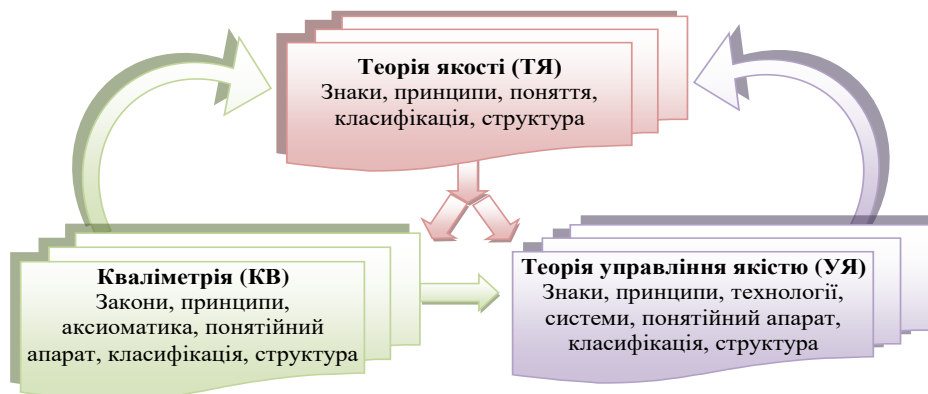 Теорія якості (ТЯ)
Знаки, принципи, поняття,
класифікація, структура
Кваліметрія (КВ)
Закони, принципи,
аксиоматика, понятійний
апарат, класифікація, структура
Теорія управління якістю (УЯ)
Знаки, принципи, технології,
системи, понятійний апарат,
класифікація, структура